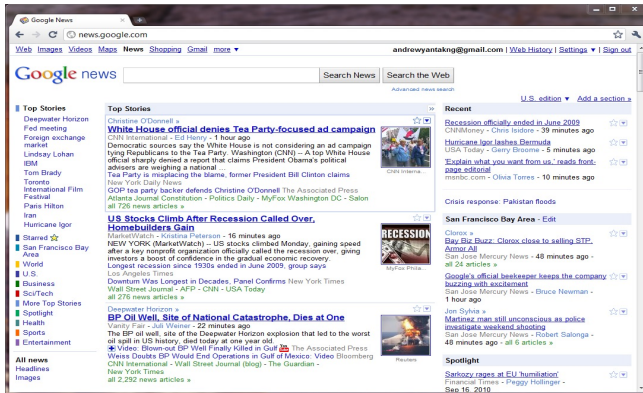 Google News
news.google.com
Web Images Videos Maps News Shopping Gmail more ▼
andrewyantakng@gmail.com | Web History | Settings ▼ | Sign out
Google news
Search News
Search the Web
Advanced news search
U.S. edition ▼ Add a section »
Top Stories
Deepwater Horizon
Fed meeting
Foreign exchange
market
Lindsay Lohan
IBM
Tom Brady
Toronto
International Film
Festival
Paris Hilton
Iran
Hurricane Igor
Starred
San Francisco Bay
Area
World
U.S.
Business
Sci/Tech
More Top Stories
Spotlight
Health
Sports
Entertainment
All news
Headlines
Images
Top Stories
Christine O'Donnell »
White House official denies Tea Party-focused ad campaign
CNN International - Ed Henry - 1 hour ago
Democratic sources say the White House is not considering an ad campaign
tying Republicans to the Tea Party. Washington (CNN) -- A top White House
official sharply denied a report that claims President Obama's political
advisers are weighing a national ...
Tea Party is misplacing the blame, former President Bill Clinton claims
New York Daily News
GOP tea party backer defends Christine O'Donnell The Associated Press
Atlanta Journal Constitution - Politics Daily - MyFox Washington DC - Salon
all 726 news articles »
CNN Interna...
US Stocks Climb After Recession Called Over,
Homebuilders Gain
MarketWatch - Kristina Peterson - 16 minutes ago
NEW YORK (MarketWatch) -- US stocks climbed Monday, gaining speed
after a key nonprofit organization officially called the recession over, giving
investors a boost of confidence in the gradual economic recovery.
Longest recession since 1930s ended in June 2009, group says
Los Angeles Times
Downturn Was Longest in Decades, Panel Confirms New York Times
Wall Street Journal - AFP - CNN - USA Today
all 276 news articles »
RECESSION
MyFox Phila...
Deepwater Horizon »
BP Oil Well, Site of National Catastrophe, Dies at One
Vanity Fair - Juli Weiner - 22 minutes ago
The BP oil well, site of the Deepwater Horizon explosion that led to the worst
oil spill in US history, died today at one year old.
Video: Blown-out BP Well Finally Killed in Gulf The Associated Press
Weiss Doubts BP Would End Operations in Gulf of Mexico: Video Bloomberg
CNN International - Wall Street Journal (blog) - The Guardian -
New York Times
all 2,292 news articles »
Reuters
Recent
Recession officially ended in June 2009
CNNMoney - Chris Isidore - 39 minutes ago
Hurricane Igor lashes Bermuda
USA Today - Gerry Broome - 5 minutes ago
'Explain what you want from us,' reads front-
page editorial
msnbc.com - Olivia Torres - 10 minutes ago
Crisis response: Pakistan floods
San Francisco Bay Area - Edit
Clorox »
Bay Biz Buzz: Clorox close to selling STP,
Armor All
San Jose Mercury News - 48 minutes ago -
all 24 articles »
Google's official beekeeper keeps the company
buzzing with excitement
San Jose Mercury News - Bruce Newman -
1 hour ago
Jon Sylvia »
Martinez man still unconscious as police
investigate weekend shooting
San Jose Mercury News - Robert Salonga -
48 minutes ago - all 6 articles »
Spotlight
Sarkozy rages at EU 'humiliation'
Financial Times - Peggy Hollinger -
Sep 16, 2010